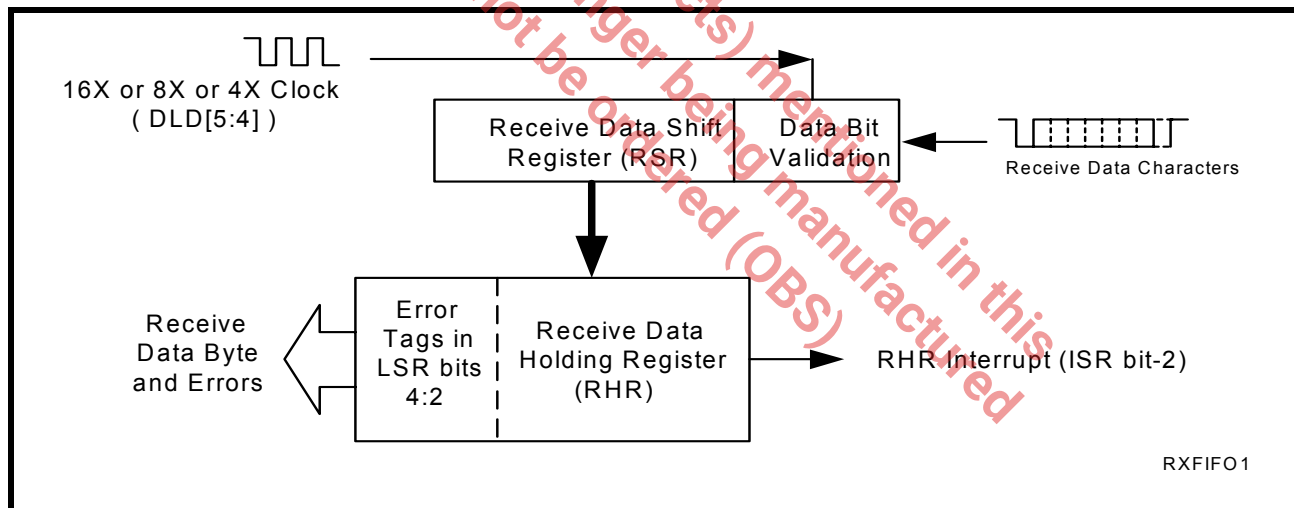 16X or 8X or 4X Clock
( DLD[5:4] )
Receive Data Shift
Register (RSR)
Data Bit
Validation
Receive Data Characters
Receive
Data Byte
and Errors
Error
Tags in
LSR bits
4:2
Receive Data
Holding Register
(RHR)
RHR Interrupt (ISR bit-2)
RXFIFO1
ets) mentioned in this
nger being manufactured
not be ordered (OBS)